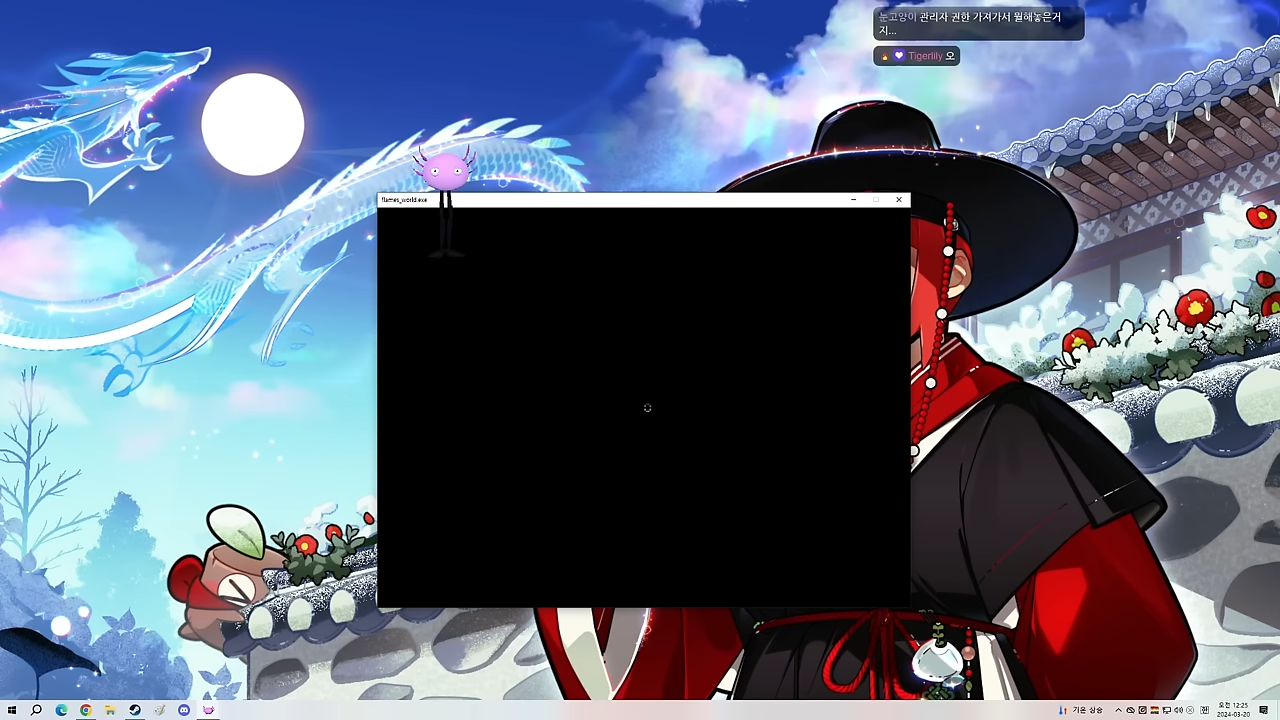 눈고양이 관리자 권한 가져가서 뭘해놓은거
지...
Tigerlily 오
flames_world.exe
기온 상승
오전 12:25
2024-03-20